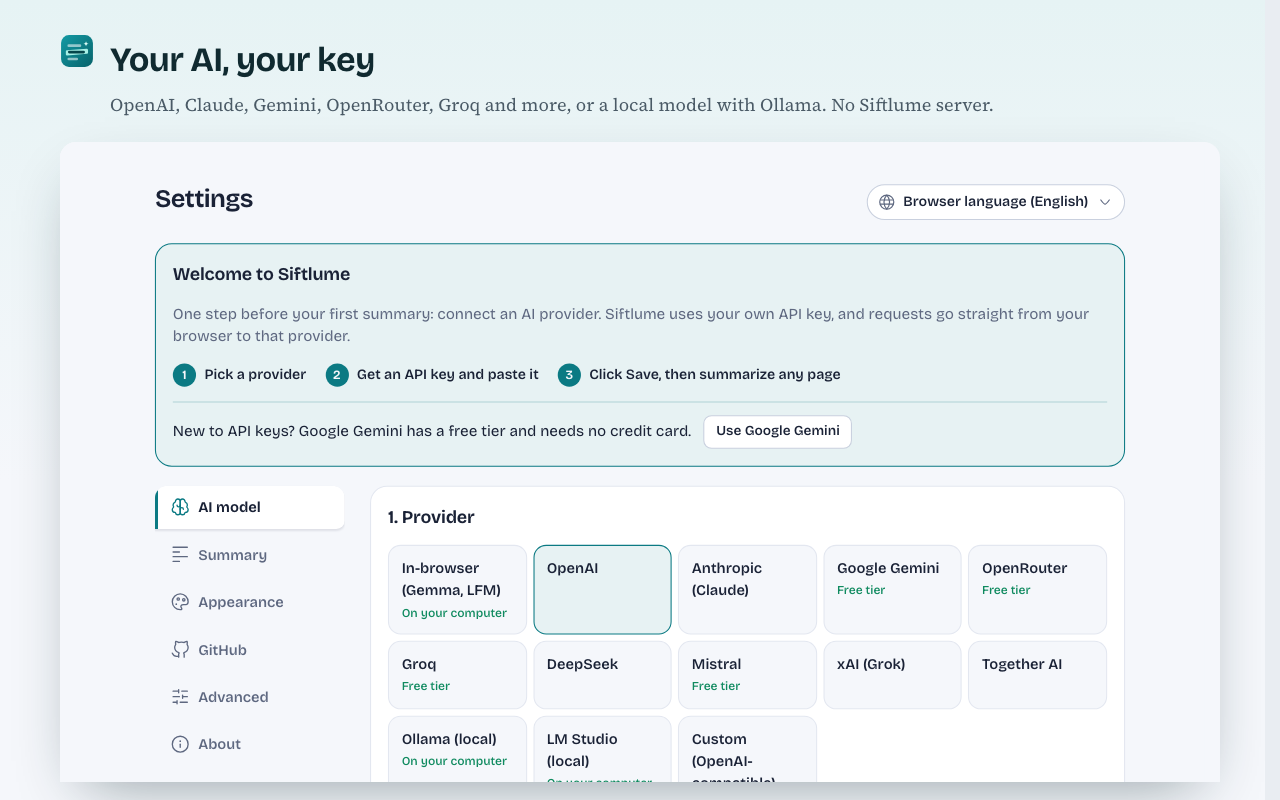 Your AI, your key
OpenAI, Claude, Gemini, OpenRouter, Groq and more, or a local model with Ollama. No Siftlume server.
Settings
Browser language (English)
Welcome to Siftlume
One step before your first summary: connect an AI provider. Siftlume uses your own API key, and requests go straight from your
browser to that provider.
1 Pick a provider 2 Get an API key and paste it 3 Click Save, then summarize any page
New to API keys? Google Gemini has a free tier and needs no credit card. Use Google Gemini
AI model
Summary
Appearance
GitHub
Advanced
About
1. Provider
In-browser
(Gemma, LFM)
On your computer
OpenAI
Anthropic
(Claude)
Google Gemini
Free tier
OpenRouter
Free tier
Groq
Free tier
DeepSeek
Mistral
Free tier
xAI (Grok)
Together AI
Ollama (local)
On your computer
LM Studio
(local)
On your computer
Custom
(OpenAI-
compatible)